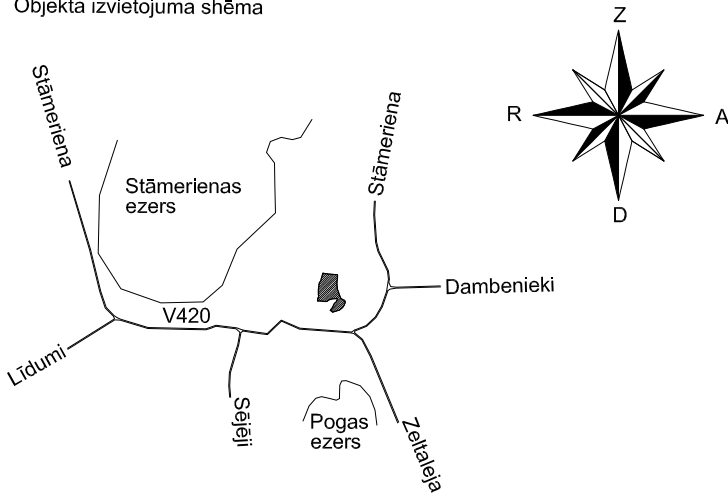 Objekta izvietojuma shēma
Z
R
A
D
Stāmeriena
Stāmeriena
Stāmerienas
ezers
Dambenieki
V420
Līdumi
Sējēji
Pogas
ezers
Zeltaleja